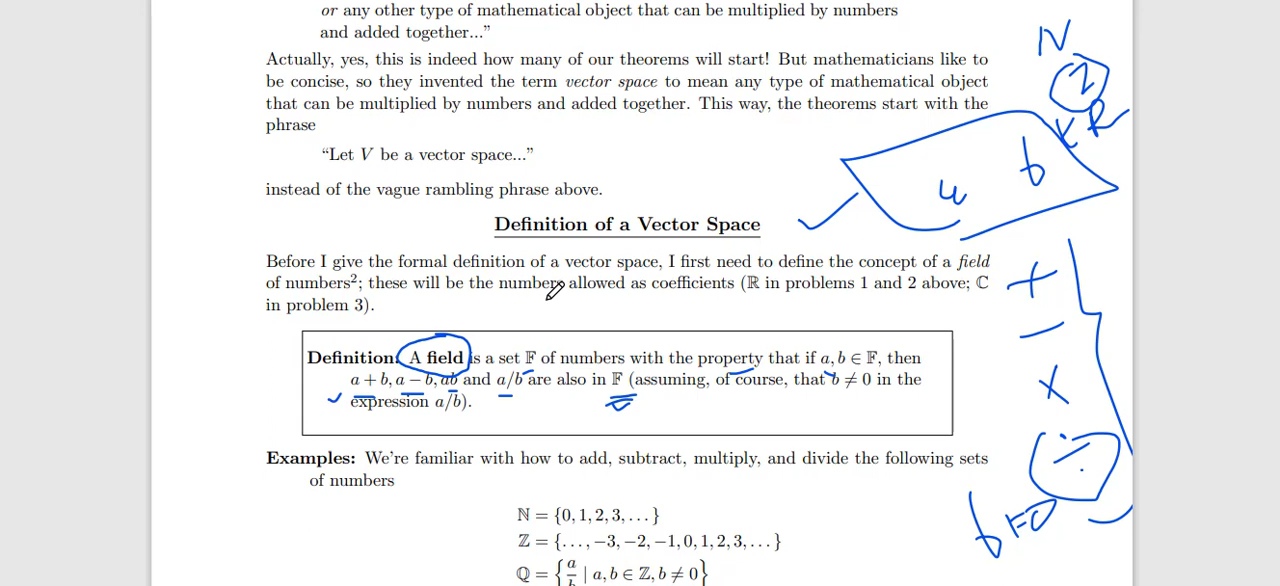 or any other type of mathematical object that can be multiplied by numbers
and added together...”
Actually, yes, this is indeed how many of our theorems will start! But mathematicians like to
be concise, so they invented the term vector space to mean any type of mathematical object
that can be multiplied by numbers and added together. This way, the theorems start with the
phrase
“Let V be a vector space...”
instead of the vague rambling phrase above.
Definition of a Vector Space
Before I give the formal definition of a vector space, I first need to define the concept of a field
of numbers²; these will be the numbers allowed as coefficients (ℝ in problems 1 and 2 above; ℂ
in problem 3).
Definition: A field is a set 𝔽 of numbers with the property that if a, b ∈ 𝔽, then
a + b, a − b, ab and a/b are also in 𝔽 (assuming, of course, that b ≠ 0 in the
expression a/b).
Examples: We’re familiar with how to add, subtract, multiply, and divide the following sets
of numbers
ℕ = {0, 1, 2, 3, . . . }
ℤ = {. . . , −3, −2, −1, 0, 1, 2, 3, . . . }
ℚ = {a/b | a, b ∈ ℤ, b ≠ 0}
N
R
b
+
−
×
÷
b ≠ 0